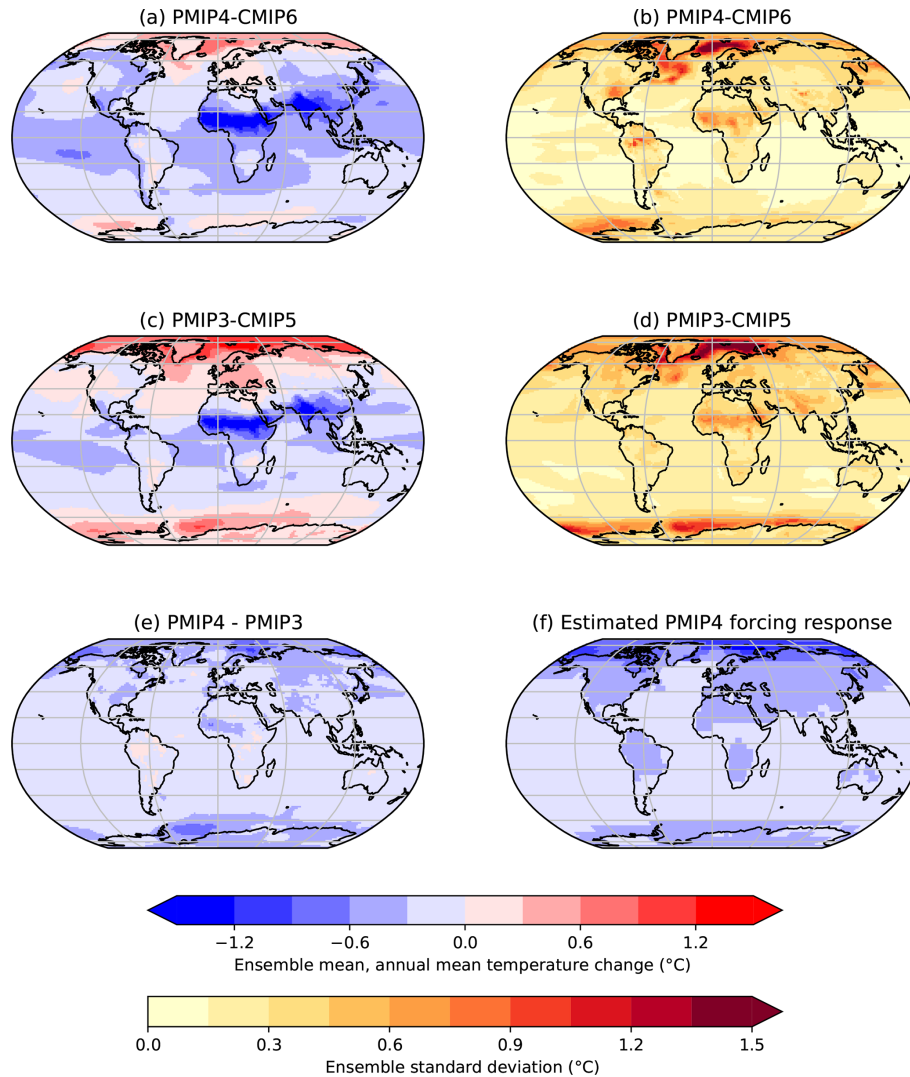 (a) PMIP4-CMIP6
(b) PMIP4-CMIP6
(c) PMIP3-CMIP5
(d) PMIP3-CMIP5
(e) PMIP4 - PMIP3
(f) Estimated PMIP4 forcing response
−1.2 −0.6 0.0 0.6 1.2
Ensemble mean, annual mean temperature change (°C)
0.0 0.3 0.6 0.9 1.2 1.5
Ensemble standard deviation (°C)